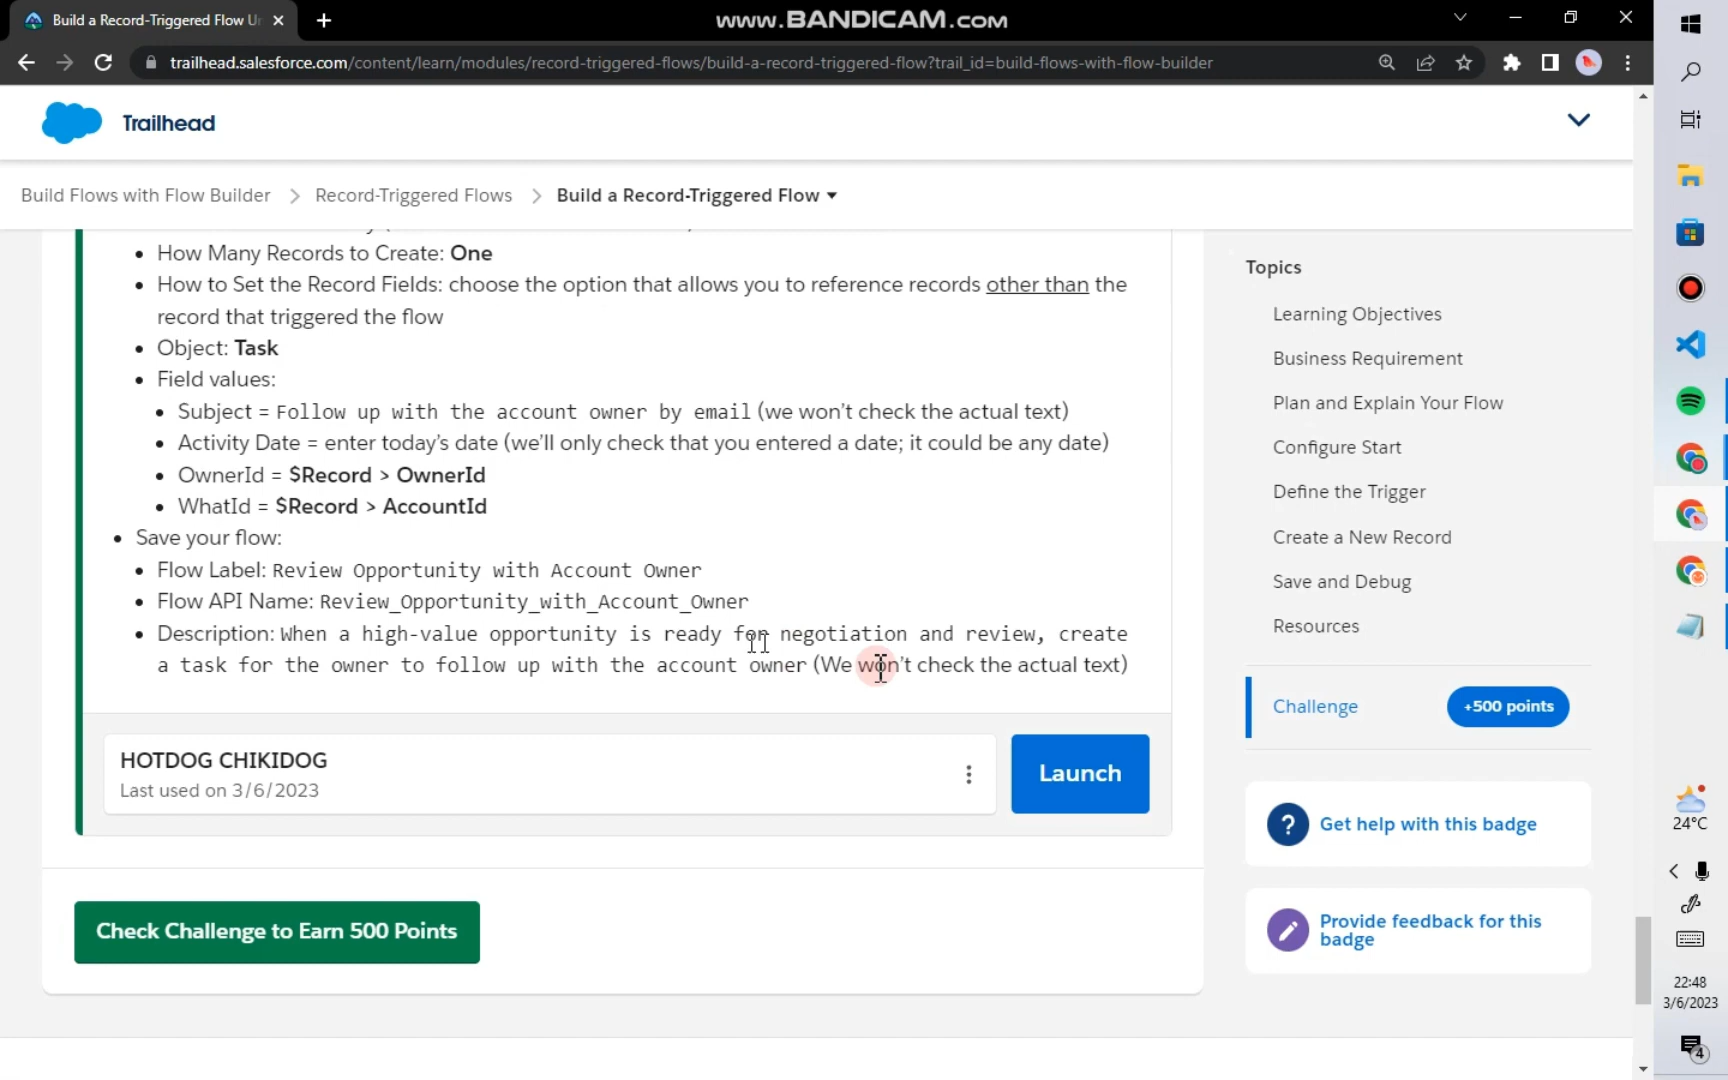 Build a Record-Triggered Flow Ur
www.BANDICAM.com
trailhead.salesforce.com/content/learn/modules/record-triggered-flows/build-a-record-triggered-flow?trail_id=build-flows-with-flow-builder
Trailhead
Build Flows with Flow Builder > Record-Triggered Flows > Build a Record-Triggered Flow
• How Many Records to Create: One
• How to Set the Record Fields: choose the option that allows you to reference records other than the
record that triggered the flow
• Object: Task
• Field values:
• Subject = Follow up with the account owner by email (we won't check the actual text)
• Activity Date = enter today's date (we'll only check that you entered a date; it could be any date)
• OwnerId = $Record > OwnerId
• WhatId = $Record > AccountId
• Save your flow:
• Flow Label: Review Opportunity with Account Owner
• Flow API Name: Review_Opportunity_with_Account_Owner
• Description: When a high-value opportunity is ready for negotiation and review, create
a task for the owner to follow up with the account owner (We won't check the actual text)
HOTDOG CHIKIDOG
Last used on 3/6/2023
Launch
Check Challenge to Earn 500 Points
Topics
Learning Objectives
Business Requirement
Plan and Explain Your Flow
Configure Start
Define the Trigger
Create a New Record
Save and Debug
Resources
Challenge
+500 points
? Get help with this badge
Provide feedback for this
badge
24°C
22:48
3/6/2023
4